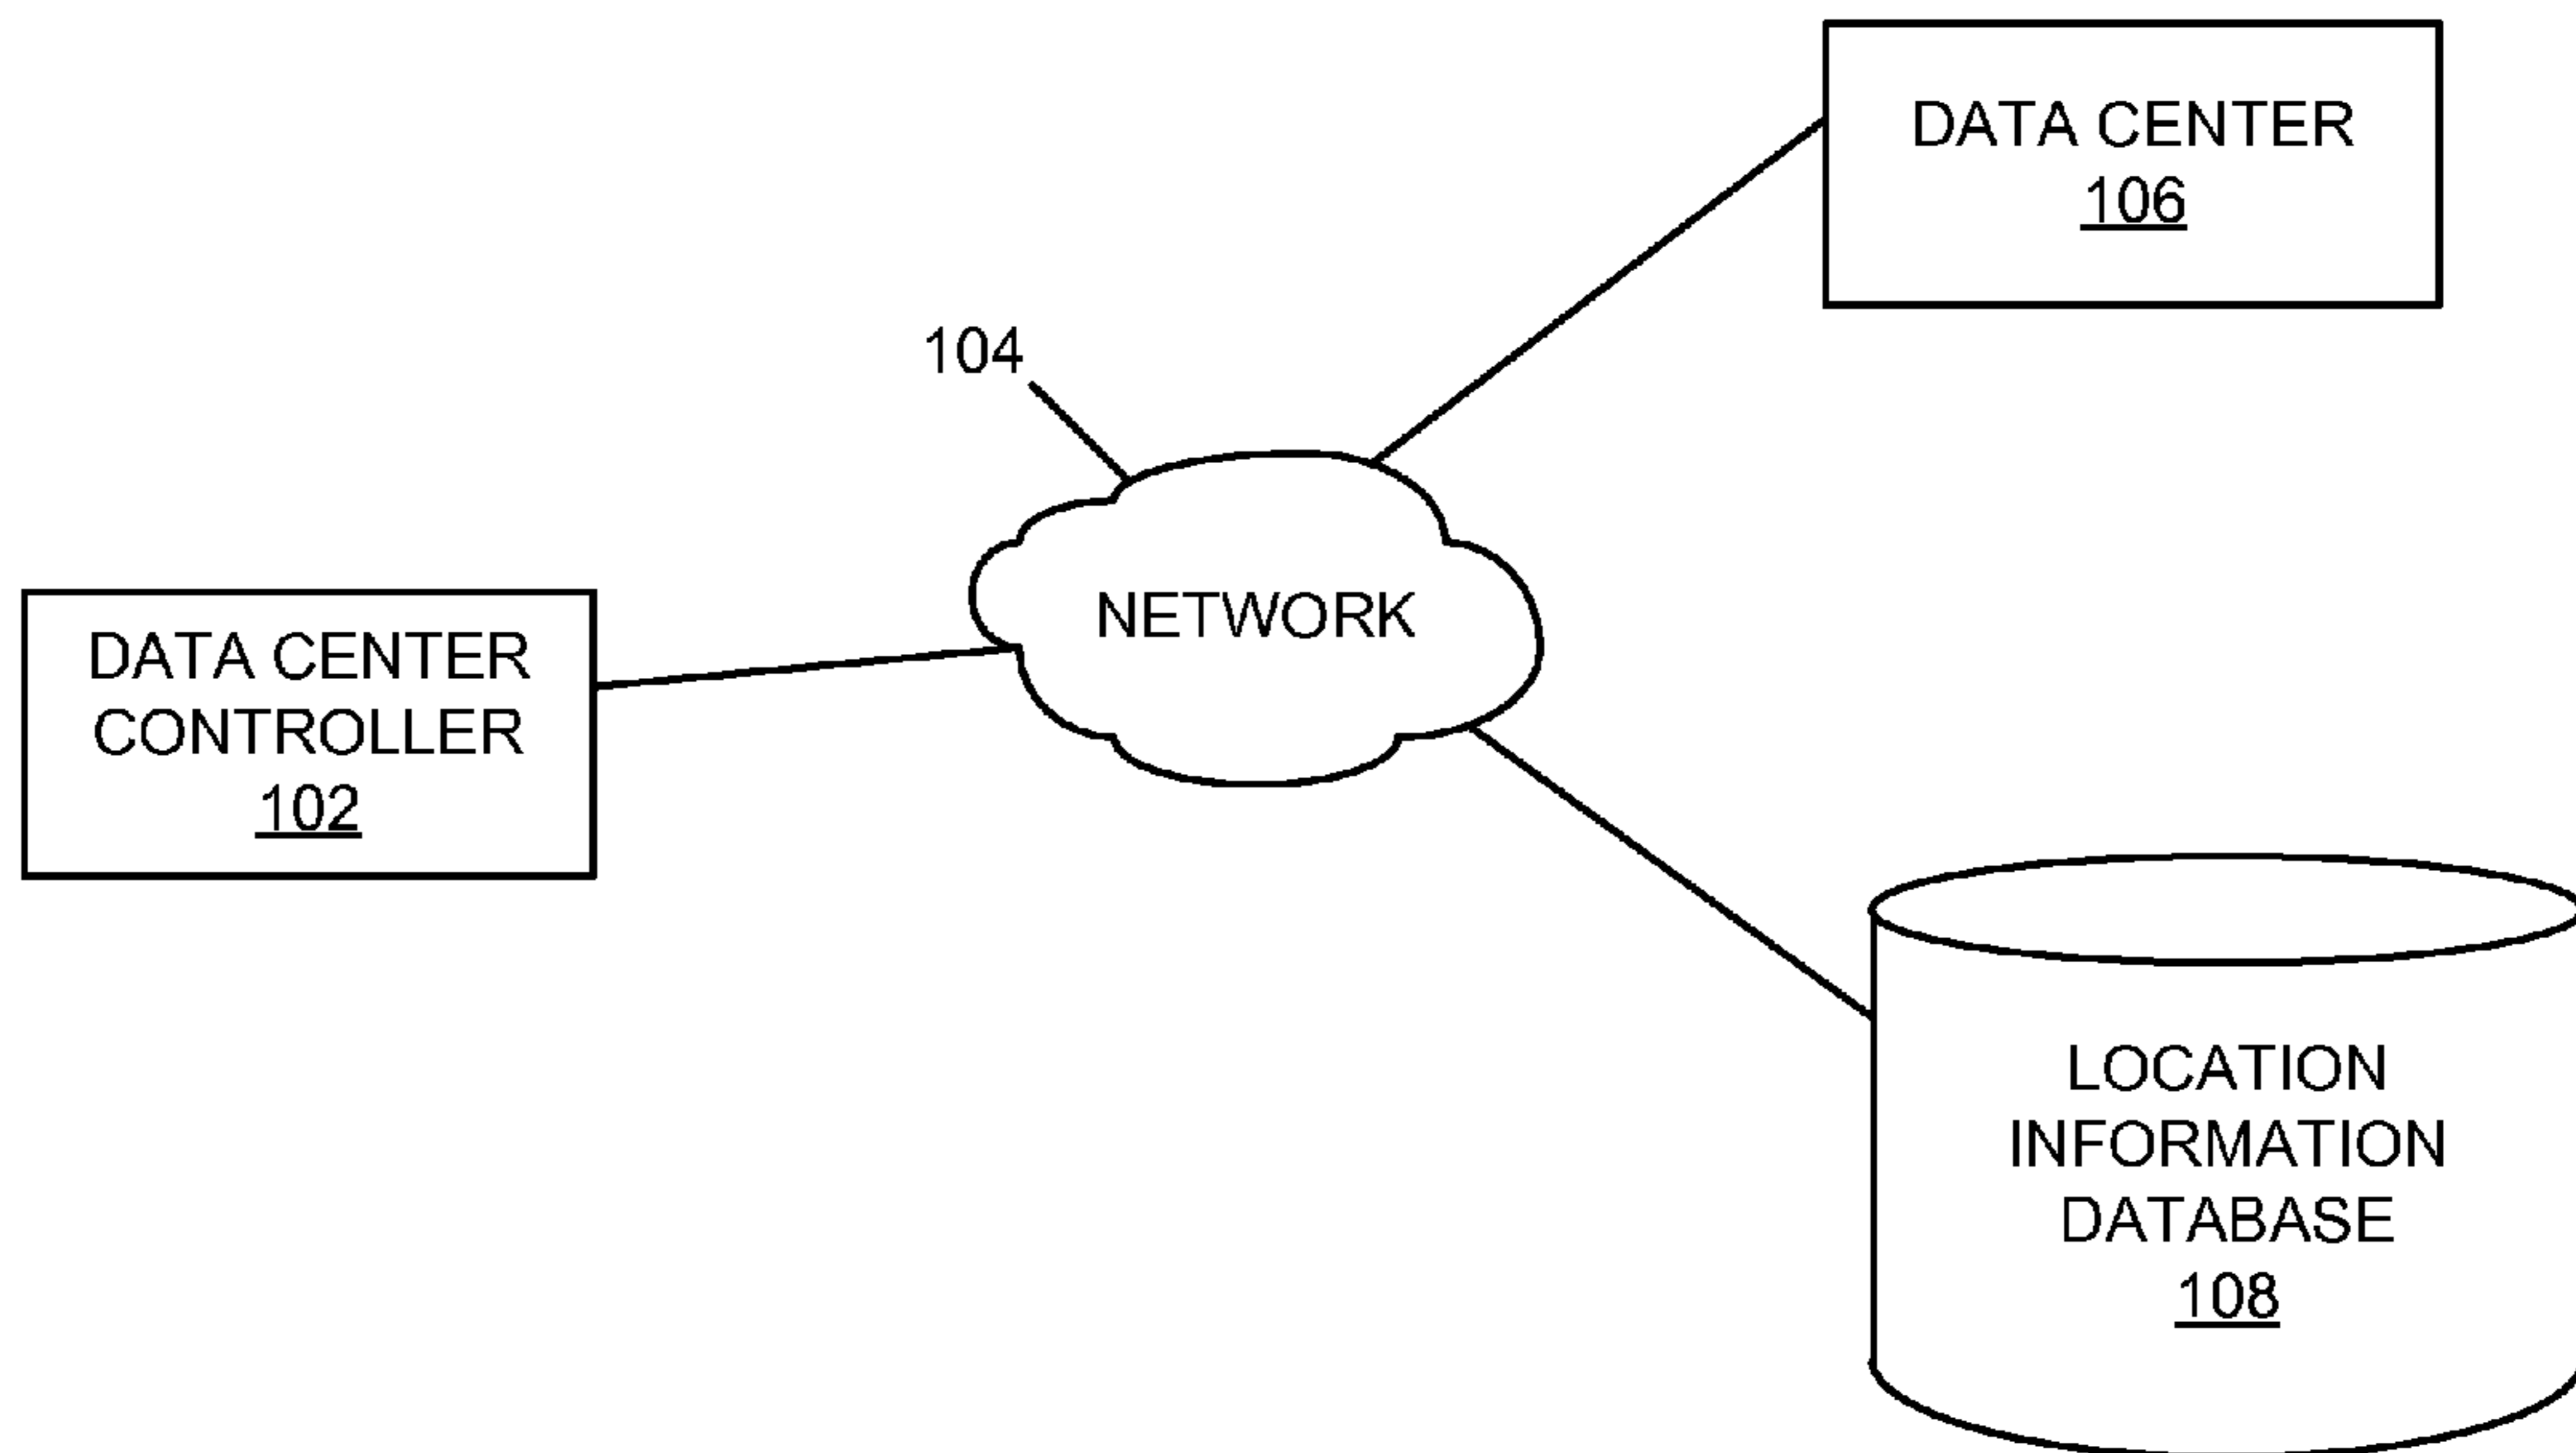 DATA CENTER
106
104
NETWORK
DATA CENTER
CONTROLLER
102
LOCATION
INFORMATION
DATABASE
108